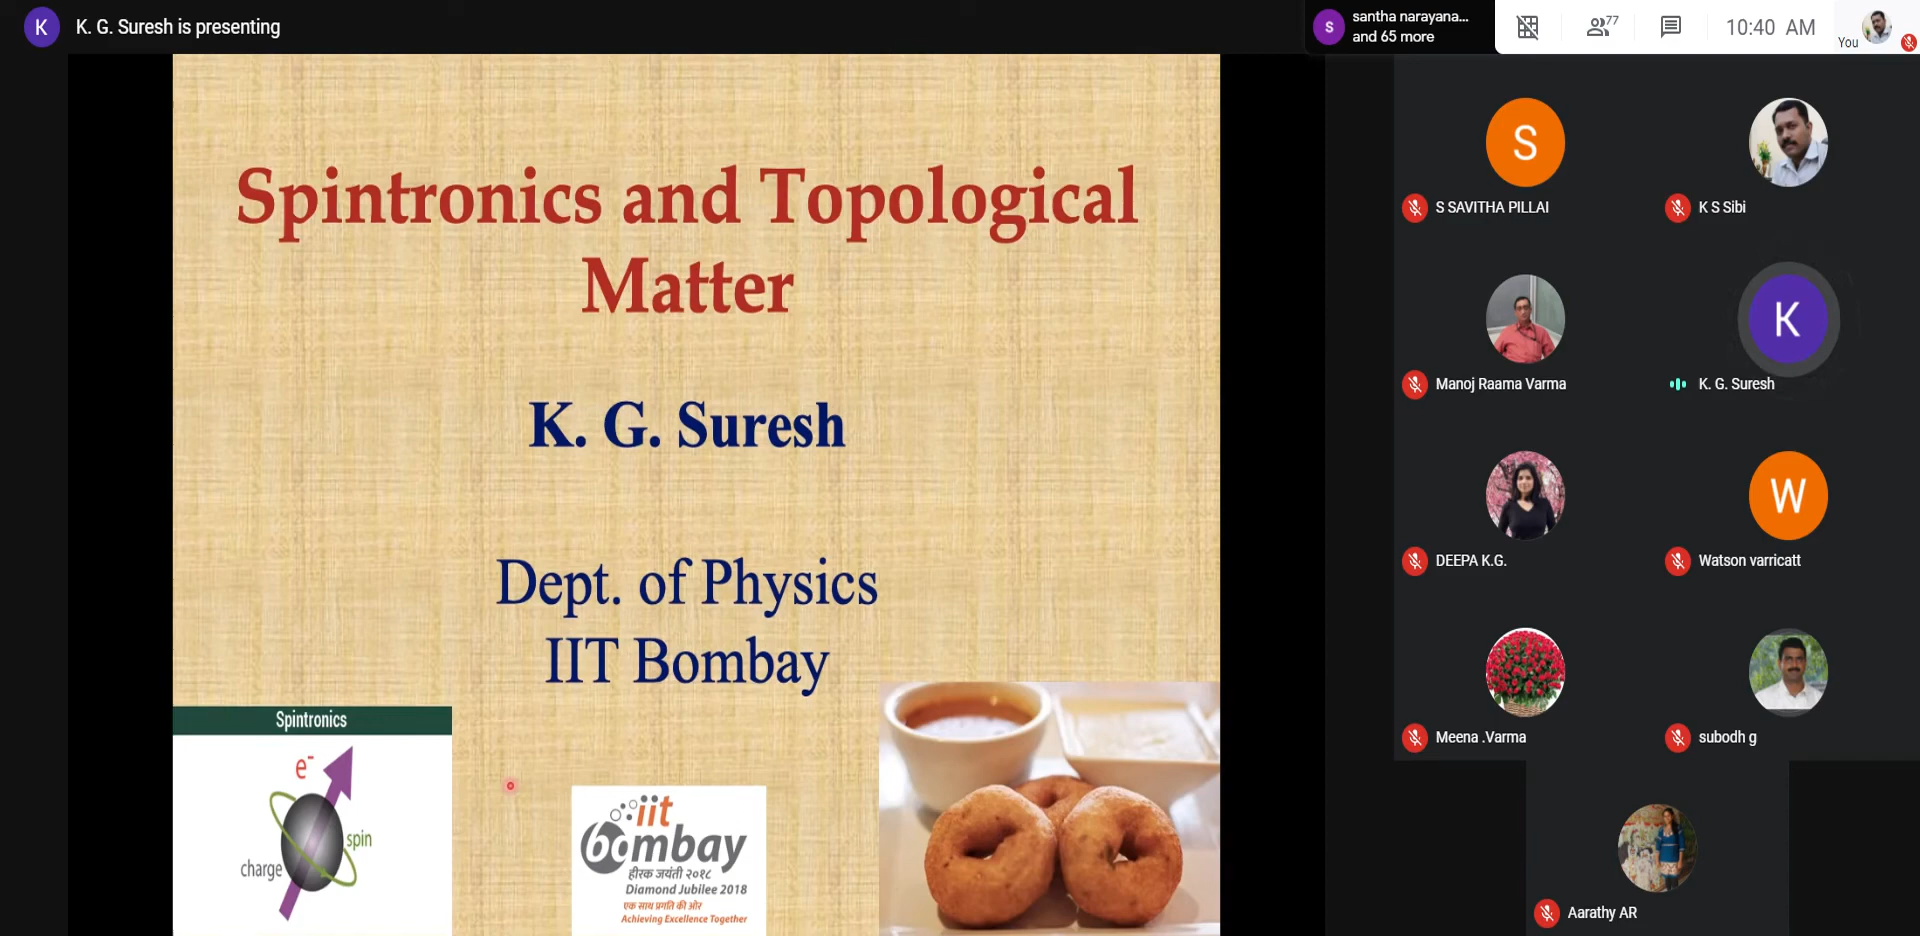 K
K. G. Suresh is presenting
S
santha narayana...
and 65 more
77
10:40 AM
You
Spintronics and Topological
Matter
K. G. Suresh
Dept. of Physics
IIT Bombay
Spintronics
e-
spin
charge
iit
bombay
हीरक जयंती २०१८
Diamond Jubilee 2018
एक साथ प्रगति की ओर
Achieving Excellence Together
S
S SAVITHA PILLAI
K S Sibi
Manoj Raama Varma
K
K. G. Suresh
DEEPA K.G.
W
Watson varricatt
Meena .Varma
subodh g
Aarathy AR